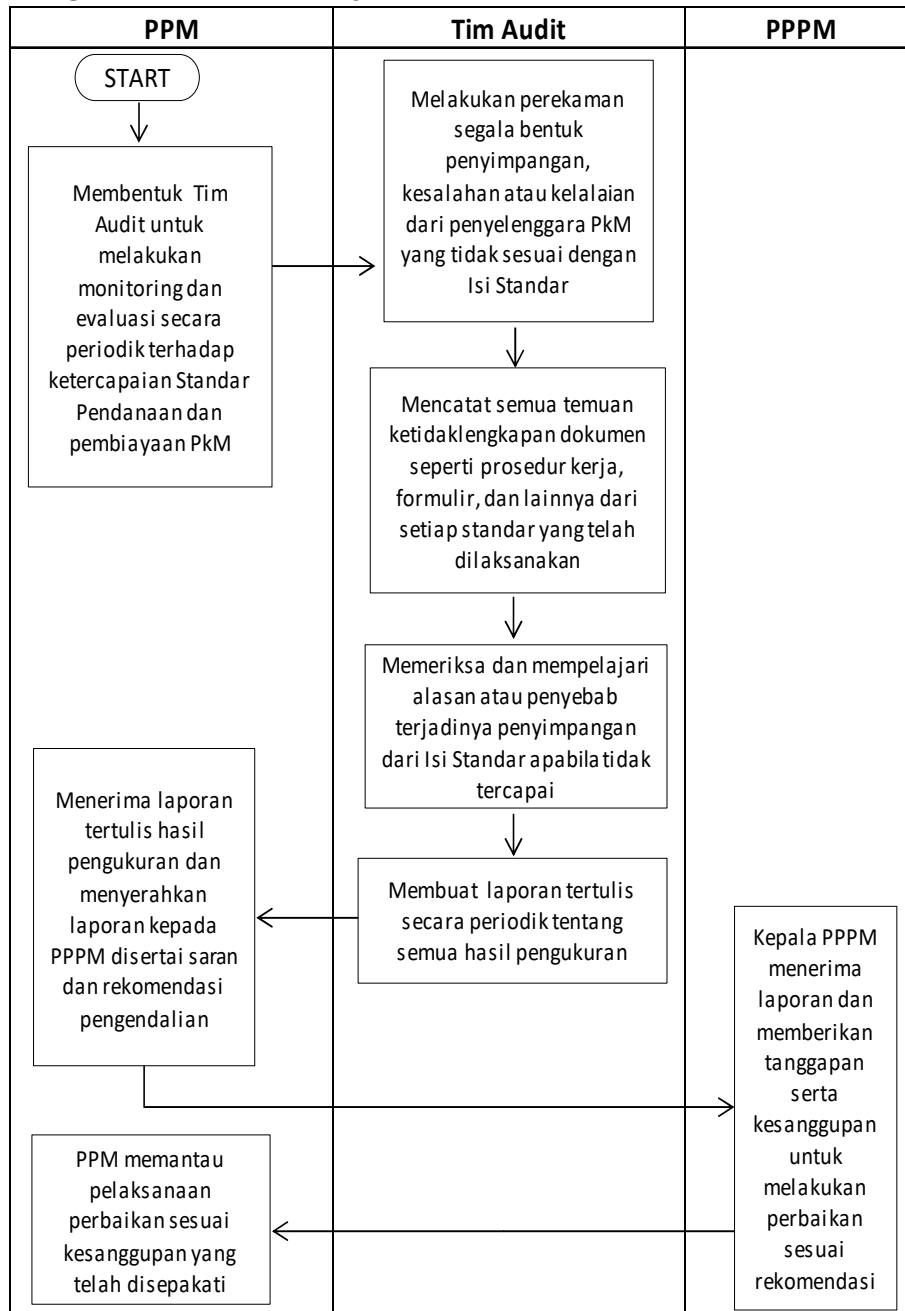 PPM
Tim Audit
PPPM
START
Membentuk Tim
Audit untuk
melakukan
monitoring dan
evaluasi secara
periodik terhadap
ketercapaian Standar
Pendanaan dan
pembiayaan PkM
Melakukan perekaman
segala bentuk
penyimpangan,
kesalahan atau kelalaian
dari penyelenggara PkM
yang tidak sesuai dengan
Isi Standar
Mencatat semua temuan
ketidaklengkapan dokumen
seperti prosedur kerja,
formulir, dan lainnya dari
setiap standar yang telah
dilaksanakan
Memeriksa dan mempelajari
alasan atau penyebab
terjadinya penyimpangan
dari Isi Standar apabila tidak
tercapai
Membuat laporan tertulis
secara periodik tentang
semua hasil pengukuran
Menerima laporan
tertulis hasil
pengukuran dan
menyerahkan
laporan kepada
PPPM disertai saran
dan rekomendasi
pengendalian
Kepala PPPM
menerima
laporan dan
memberikan
tanggapan
serta
kesanggupan
untuk
melakukan
perbaikan
sesuai
rekomendasi
PPM memantau
pelaksanaan
perbaikan sesuai
kesanggupan yang
telah disepakati